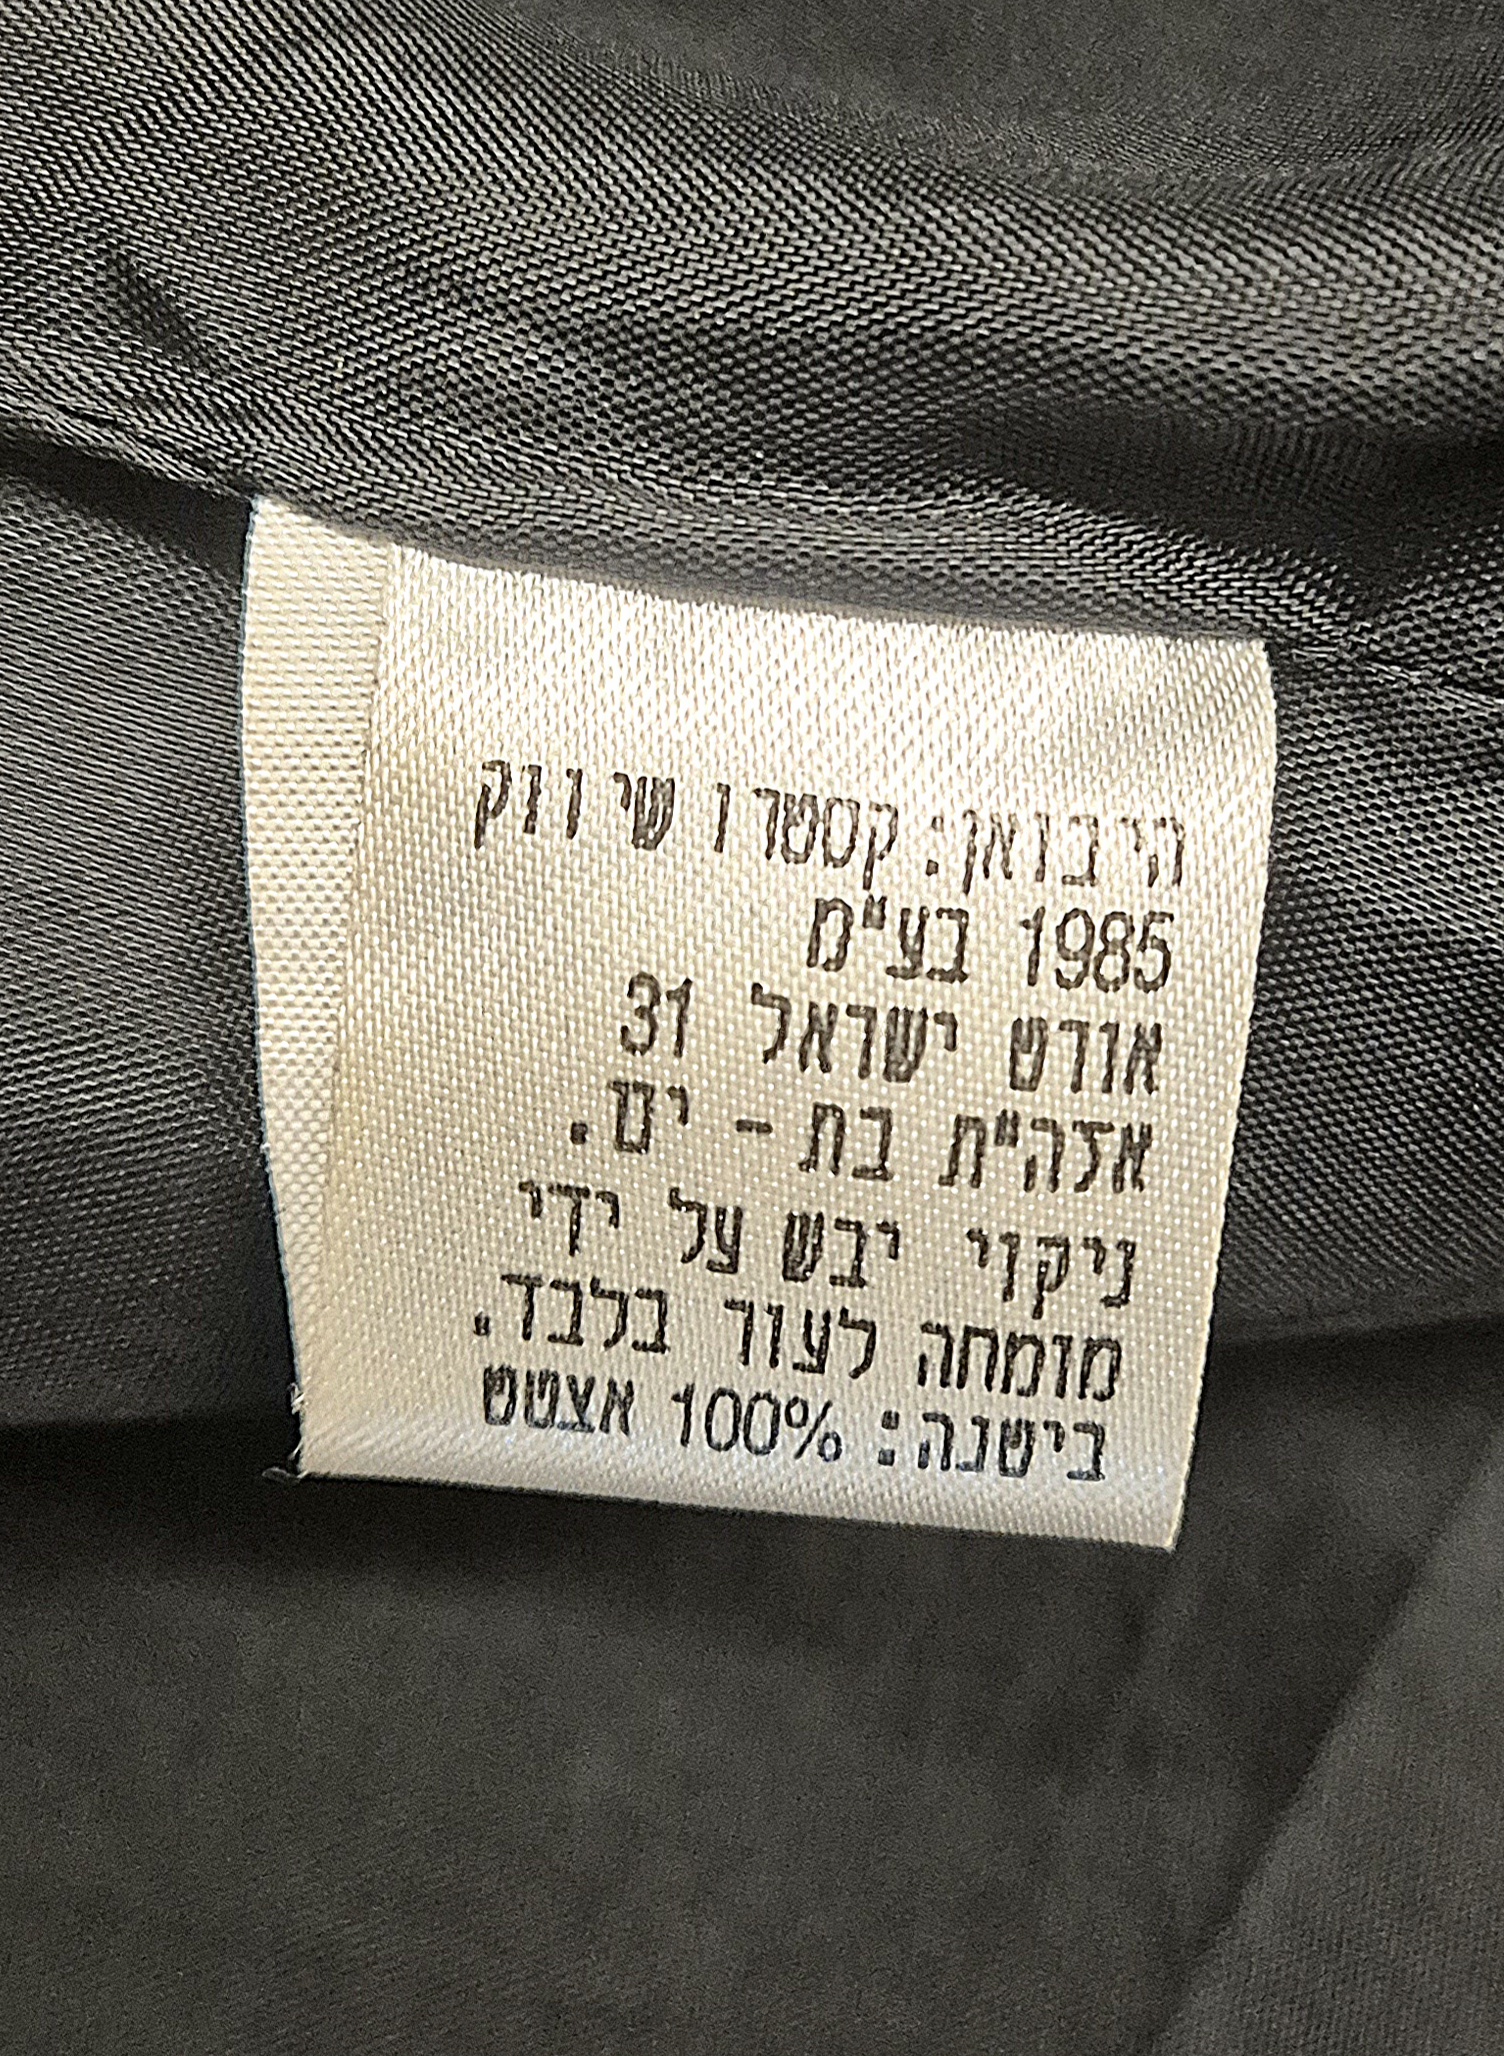 היבואן: קסטרו שיווק
1985 בע"מ
אורט ישראל 31
אזה"ת בת - ים.
ניקוי יבש על ידי
מומחה לעור בלבד.
בישנה: 100% אצטט